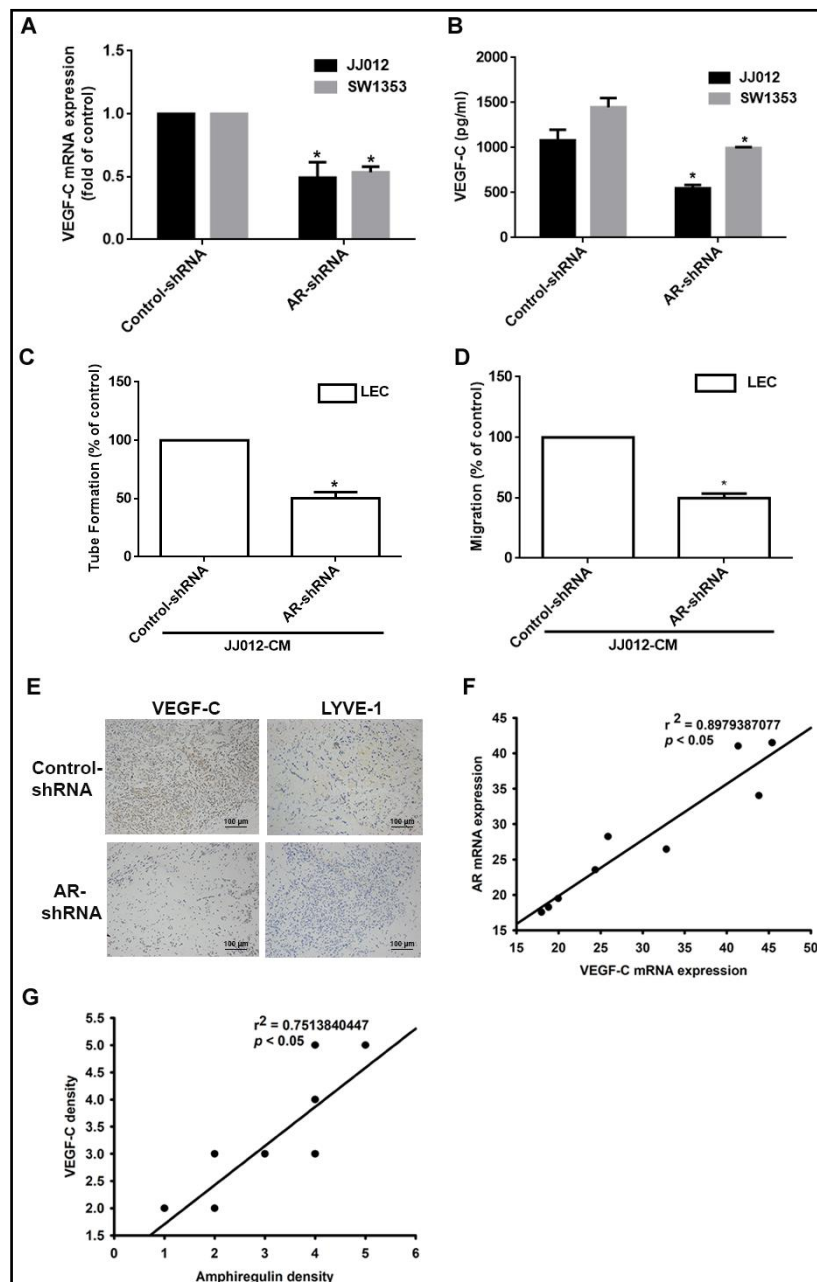 A
VEGF-C mRNA expression
(fold of control)
1.5
1.0
0.5
0.0
JJ012
SW1353
* *
Control-shRNA
AR-shRNA
B
VEGF-C (pg/ml)
2000
1500
1000
500
0
JJ012
SW1353
*
*
Control-shRNA
AR-shRNA
C
Tube Formation (% of control)
150
100
50
0
LEC
*
Control-shRNA
AR-shRNA
JJ012-CM
D
Migration (% of control)
150
100
50
0
LEC
*
Control-shRNA
AR-shRNA
JJ012-CM
E
VEGF-C LYVE-1
Control-
shRNA
100 µm
100 µm
AR-
shRNA
100 µm
100 µm
F
r² = 0.8979387077
p < 0.05
AR mRNA expression
45
40
35
30
25
20
15
15 20 25 30 35 40 45 50
VEGF-C mRNA expression
G
r² = 0.7513840447
p < 0.05
VEGF-C density
5.5
5.0
4.5
4.0
3.5
3.0
2.5
2.0
1.5
0 1 2 3 4 5 6
Amphiregulin density